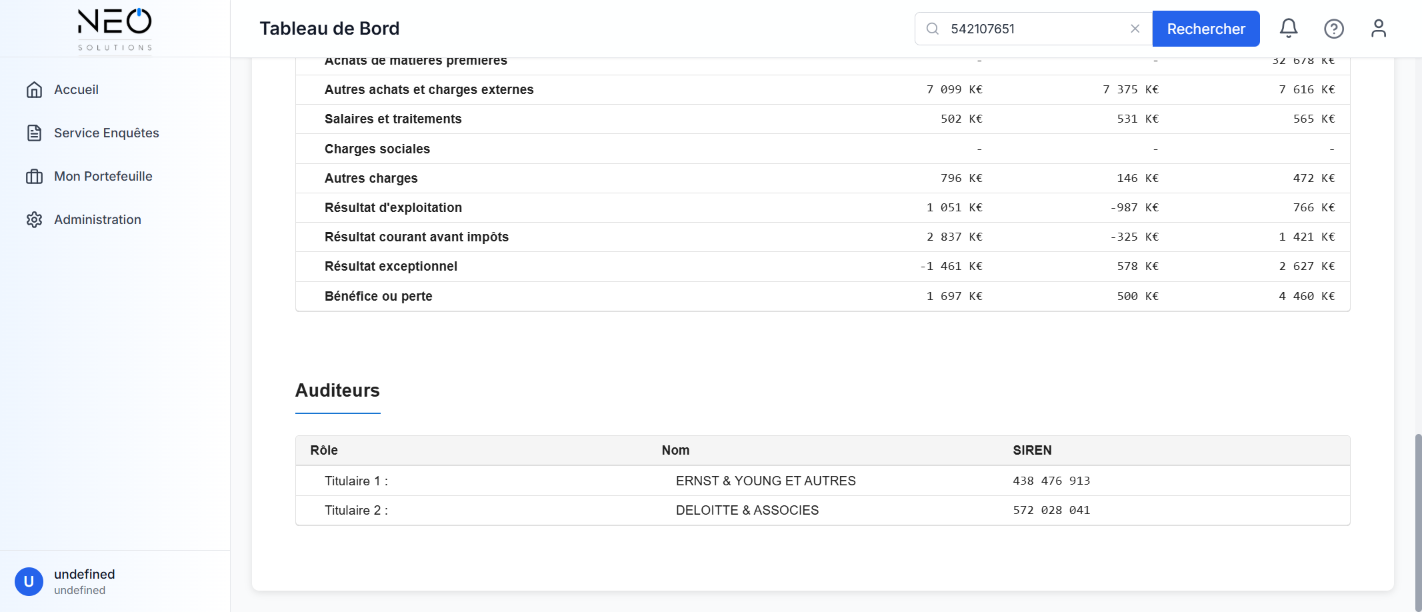 NEO
SOLUTIONS
Tableau de Bord
542107651
Rechercher
Accueil
Service Enquêtes
Mon Portefeuille
Administration
Achats de matières premières - - 32 678 K€
Autres achats et charges externes 7 099 K€ 7 375 K€ 7 616 K€
Salaires et traitements 502 K€ 531 K€ 565 K€
Charges sociales - - -
Autres charges 796 K€ 146 K€ 472 K€
Résultat d'exploitation 1 051 K€ -987 K€ 766 K€
Résultat courant avant impôts 2 837 K€ -325 K€ 1 421 K€
Résultat exceptionnel -1 461 K€ 578 K€ 2 627 K€
Bénéfice ou perte 1 697 K€ 500 K€ 4 460 K€
Auditeurs
Rôle Nom SIREN
Titulaire 1 : ERNST & YOUNG ET AUTRES 438 476 913
Titulaire 2 : DELOITTE & ASSOCIES 572 028 041
U
undefined
undefined